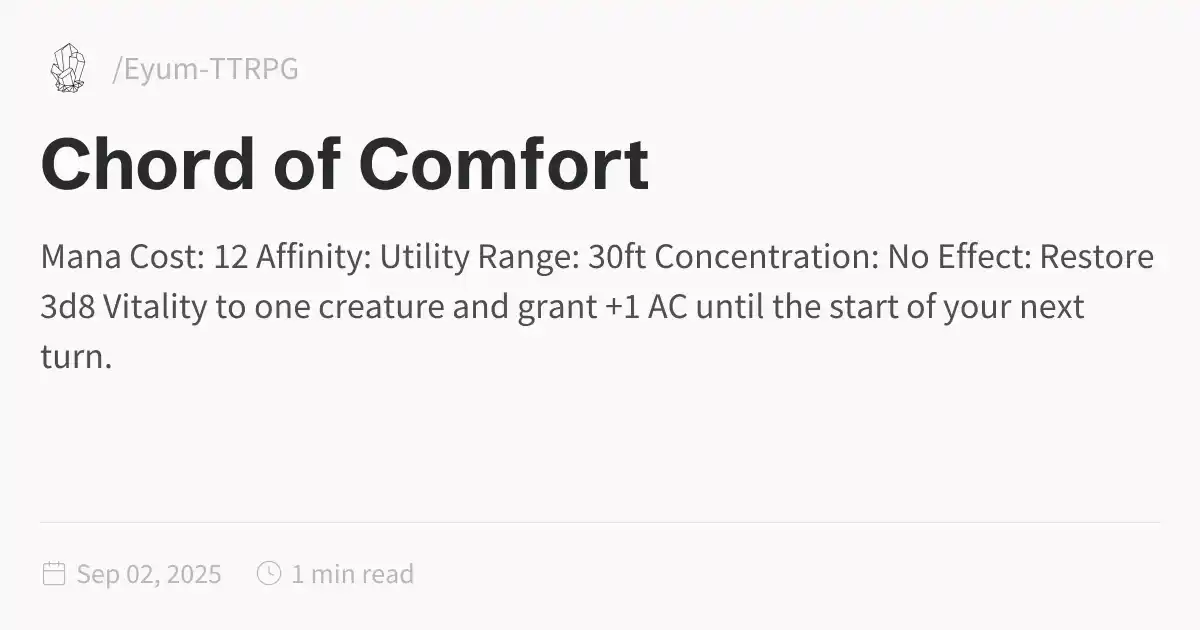 /Eyum-TTRPG
Chord of Comfort
Mana Cost: 12 Affinity: Utility Range: 30ft Concentration: No Effect: Restore
3d8 Vitality to one creature and grant +1 AC until the start of your next
turn.
Sep 02, 2025 1 min read